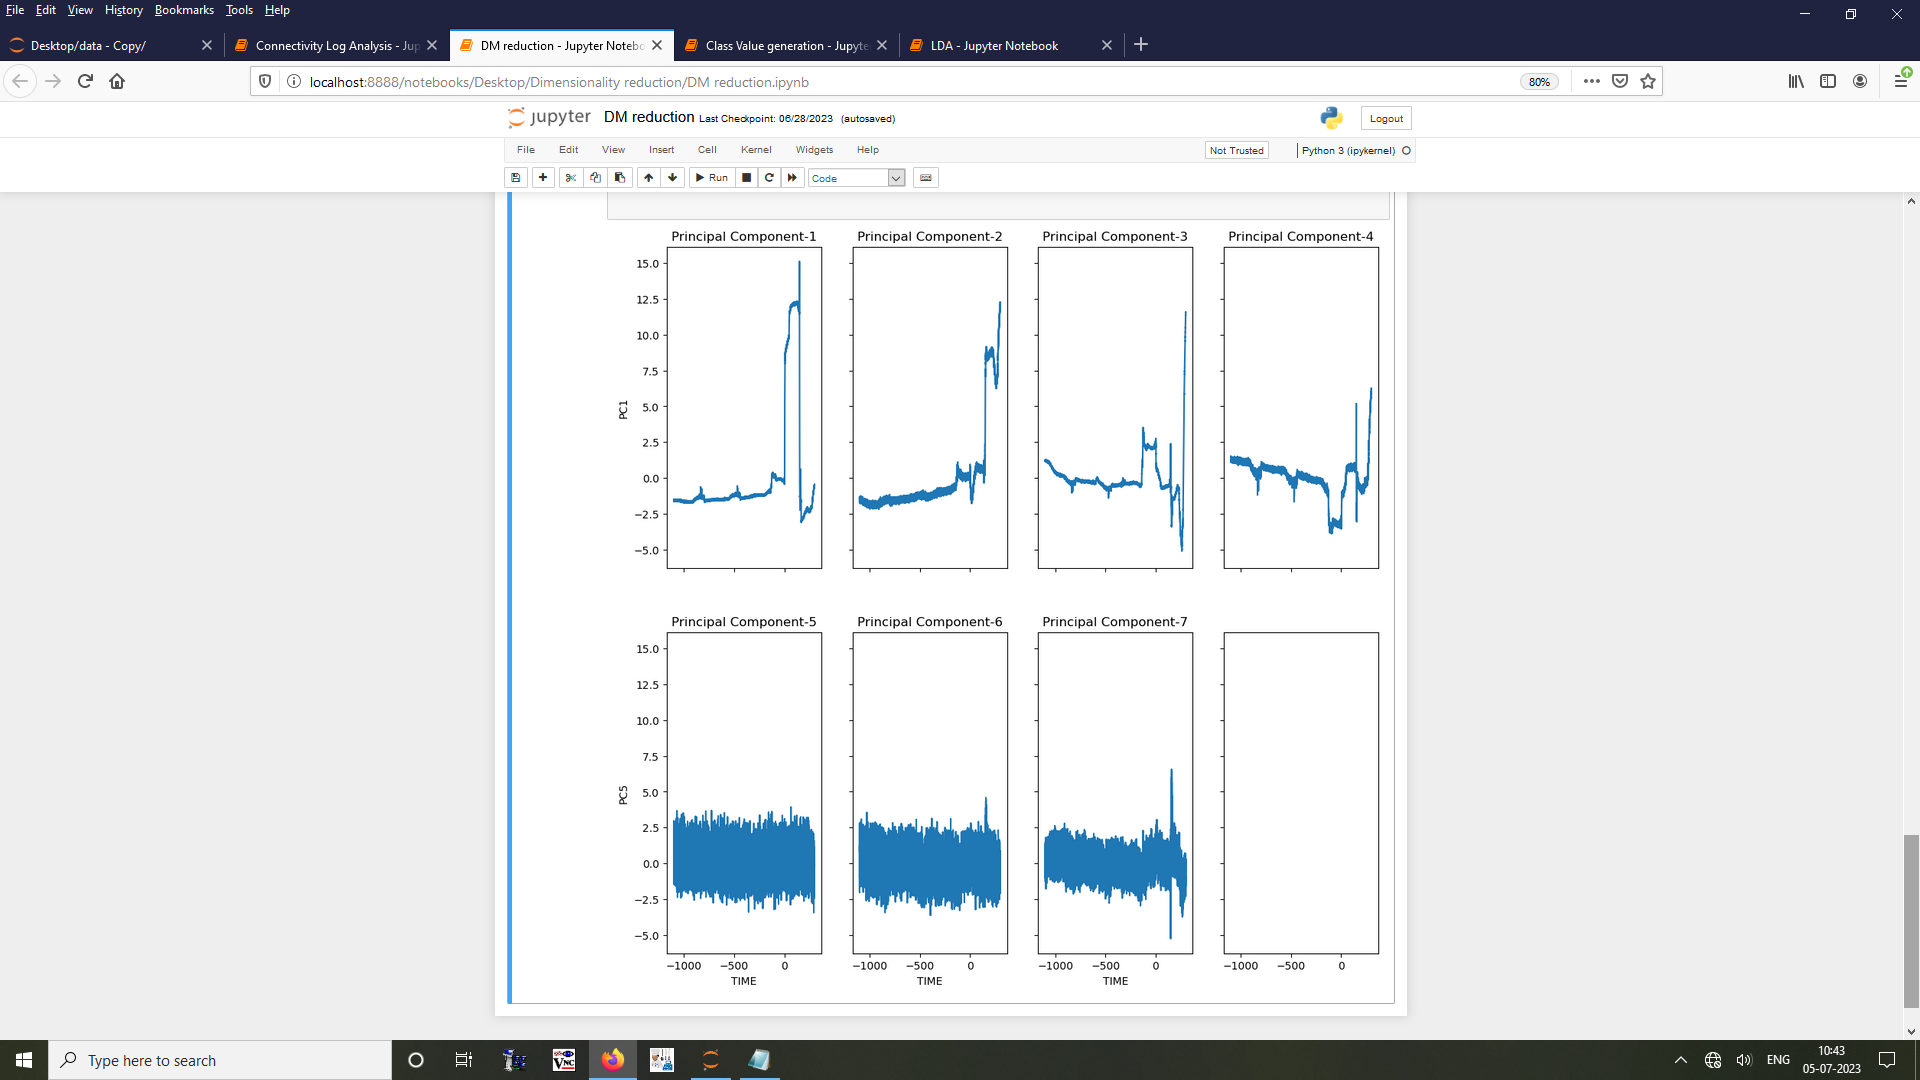 File Edit View History Bookmarks Tools Help
Desktop/data - Copy/
Connectivity Log Analysis - Jup
DM reduction - Jupyter Notebo
Class Value generation - Jupyte
LDA - Jupyter Notebook
localhost:8888/notebooks/Desktop/Dimensionality reduction/DM reduction.ipynb
80%
jupyter DM reduction Last Checkpoint: 06/28/2023 (autosaved)
Logout
File Edit View Insert Cell Kernel Widgets Help
Not Trusted
Python 3 (ipykernel)
Run
Code
Principal Component-1 Principal Component-2 Principal Component-3 Principal Component-4
15.0
12.5
10.0
7.5
5.0
2.5
0.0
−2.5
−5.0
PC1
Principal Component-5 Principal Component-6 Principal Component-7
15.0
12.5
10.0
7.5
5.0
2.5
0.0
−2.5
−5.0
PC5
−1000 −500 0 −1000 −500 0 −1000 −500 0 −1000 −500 0
TIME TIME TIME
Type here to search
VNC
ENG
10:43
05-07-2023